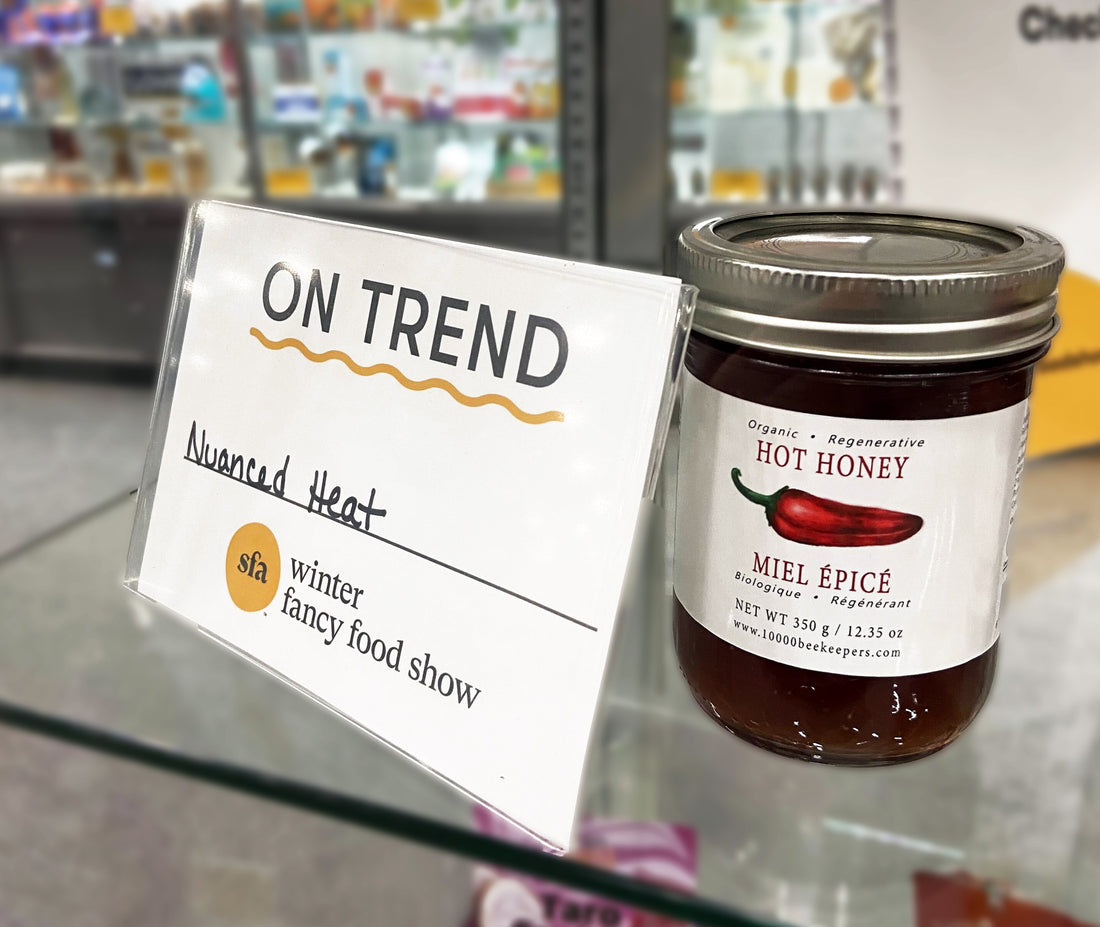 ON TREND
Nuanced Heat
sfa
winter
fancy food show
Organic • Regenerative
HOT HONEY
MIEL ÉPICÉ
Biologique • Régénérant
NET WT 350 g / 12.35 oz
www.10000beekeepers.com
Taro